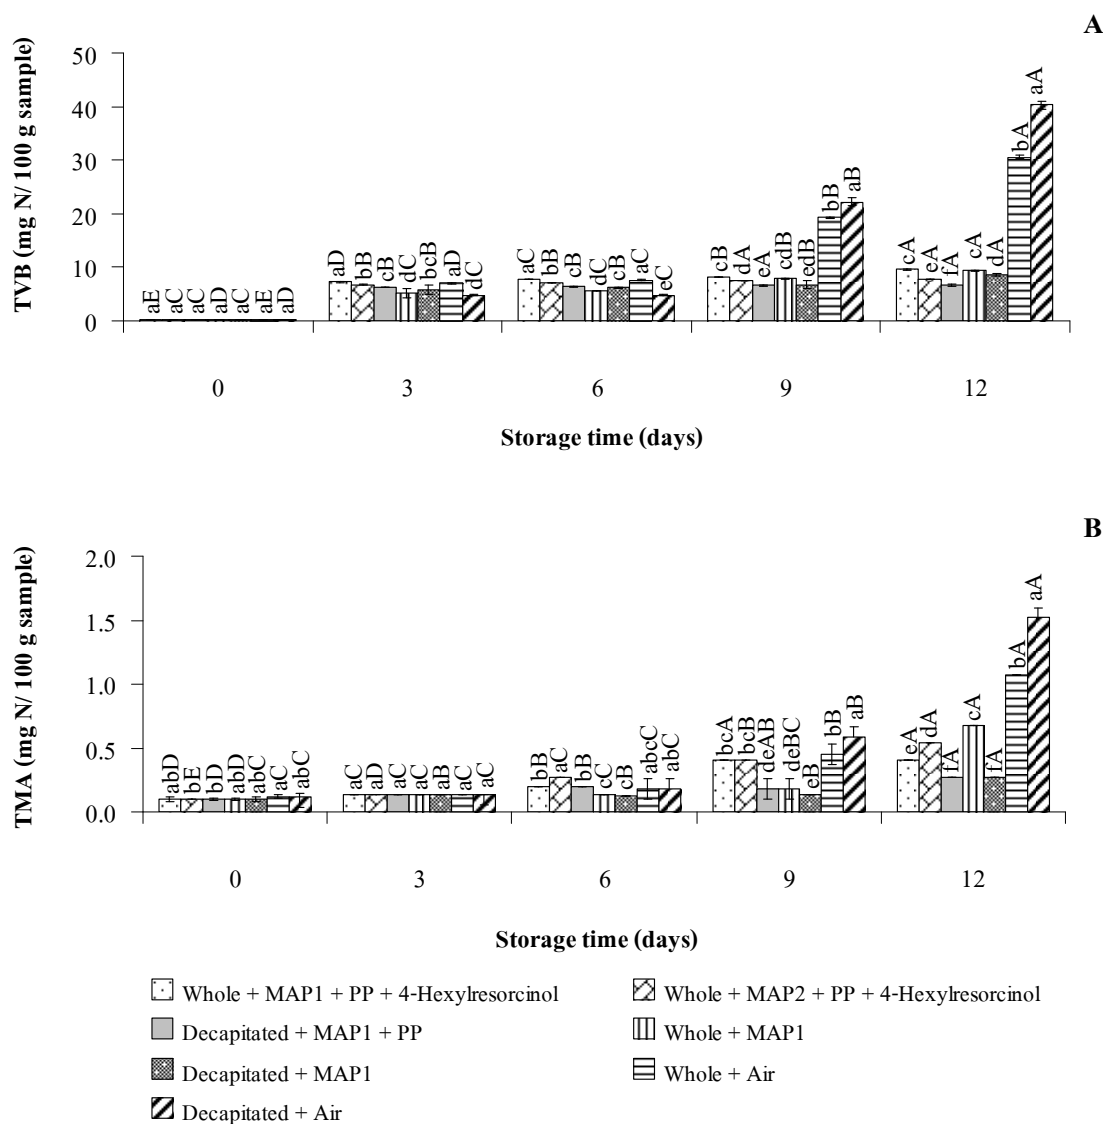 A
TVB (mg N/ 100 g sample)
50
40
30
20
10
0
aE aC aC aD aC aE aD
aD bB cB dC bcB aD dC
aC bB cB dC cB aC eC
cB dA eA cdB edB bB aB
cA eA fA cA dA bA aA
0 3 6 9 12
Storage time (days)
B
TMA (mg N/ 100 g sample)
2.0
1.5
1.0
0.5
0.0
abD bE bD abD abC aC abC
aC aD aC aC aB aC aC
bB aC bB cC cB abcC abC
bcA bcB deAB deBC eB bB aB
eA dA fA cA fA bA aA
0 3 6 9 12
Storage time (days)
Whole + MAP1 + PP + 4-Hexylresorcinol
Whole + MAP2 + PP + 4-Hexylresorcinol
Decapitated + MAP1 + PP
Whole + MAP1
Decapitated + MAP1
Whole + Air
Decapitated + Air